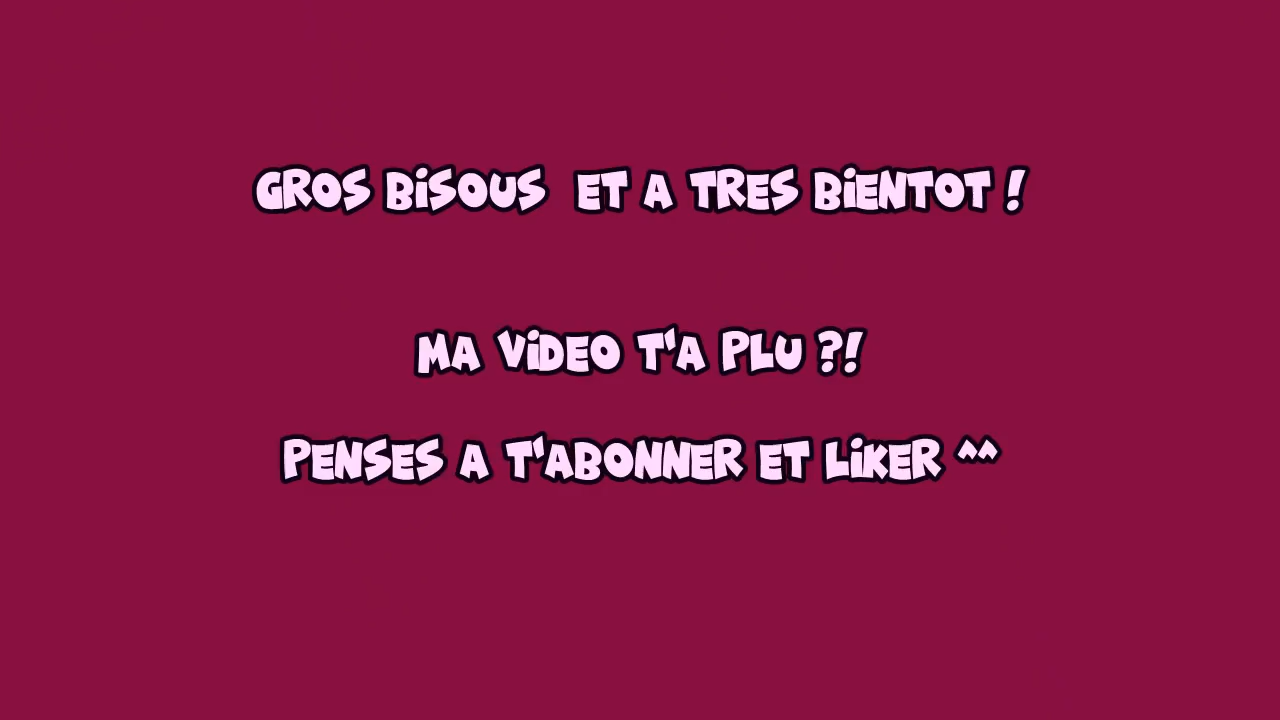 GROS BISOUS ET A TRES BIENTOT !
MA VIDEO T'A PLU ?!
PENSES A T'ABONNER ET LIKER ^^